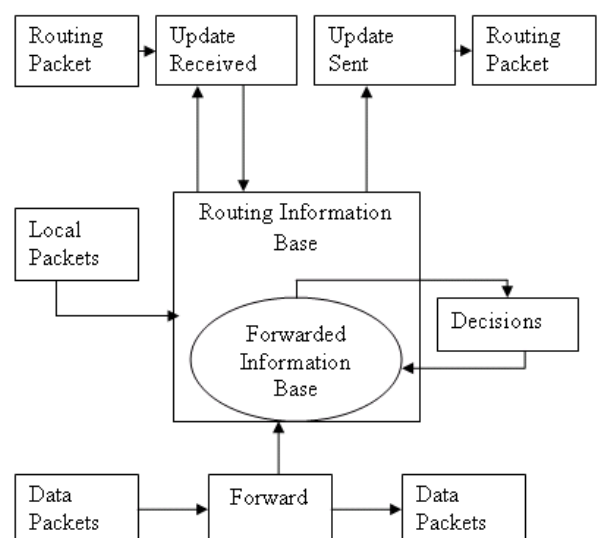 Routing
Packet
Update
Received
Update
Sent
Routing
Packet
Routing Information
Base
Local
Packets
Decisions
Forwarded
Information
Base
Data
Packets
Forward
Data
Packets